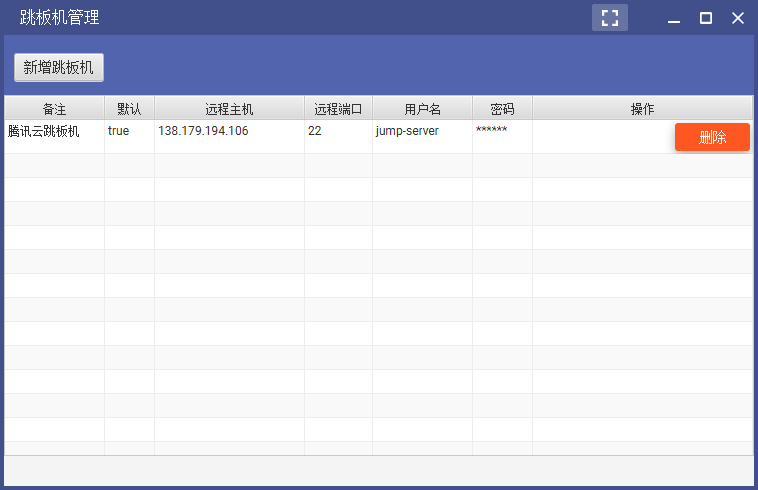 跳板机管理
新增跳板机
备注 默认 远程主机 远程端口 用户名 密码 操作
腾讯云跳板机 true 138.179.194.106 22 jump-server ****** 删除